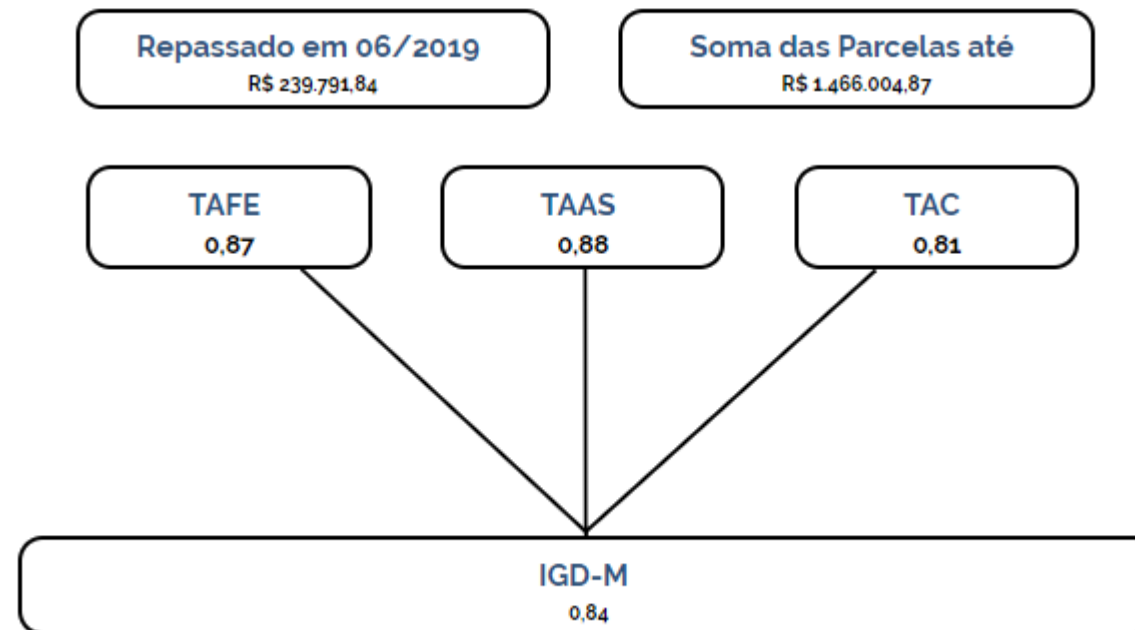 Repassado em 06/2019
R$ 239.791,84
Soma das Parcelas até
R$ 1.466.004,87
TAFE
0,87
TAAS
0,88
TAC
0,81
IGD-M
0,84